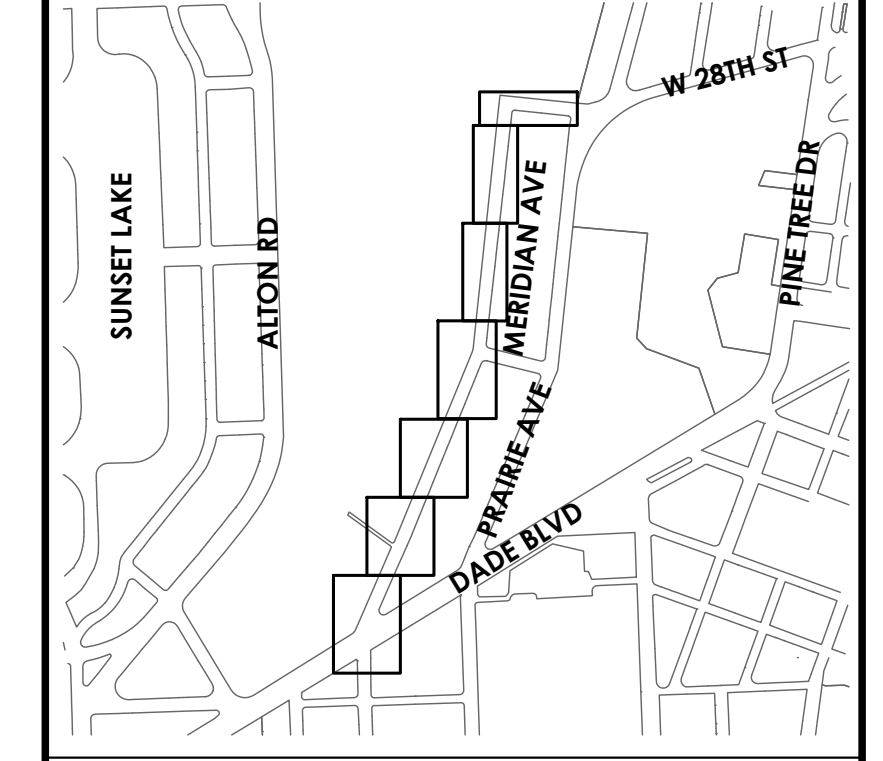 W 28TH ST
SUNSET LAKE
ALTON RD
MERIDIAN AVE
PINE TREE DR
PRAIRIE AVE
DADE BLVD